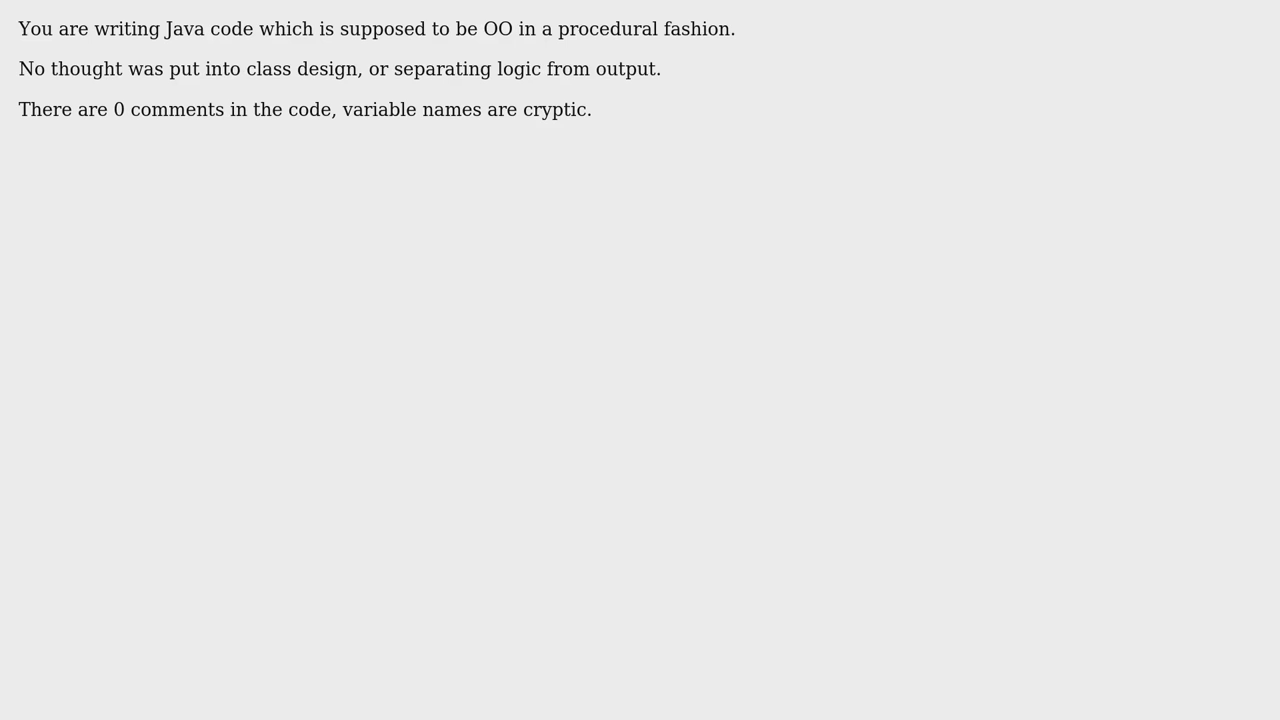 You are writing Java code which is supposed to be OO in a procedural fashion.
No thought was put into class design, or separating logic from output.
There are 0 comments in the code, variable names are cryptic.